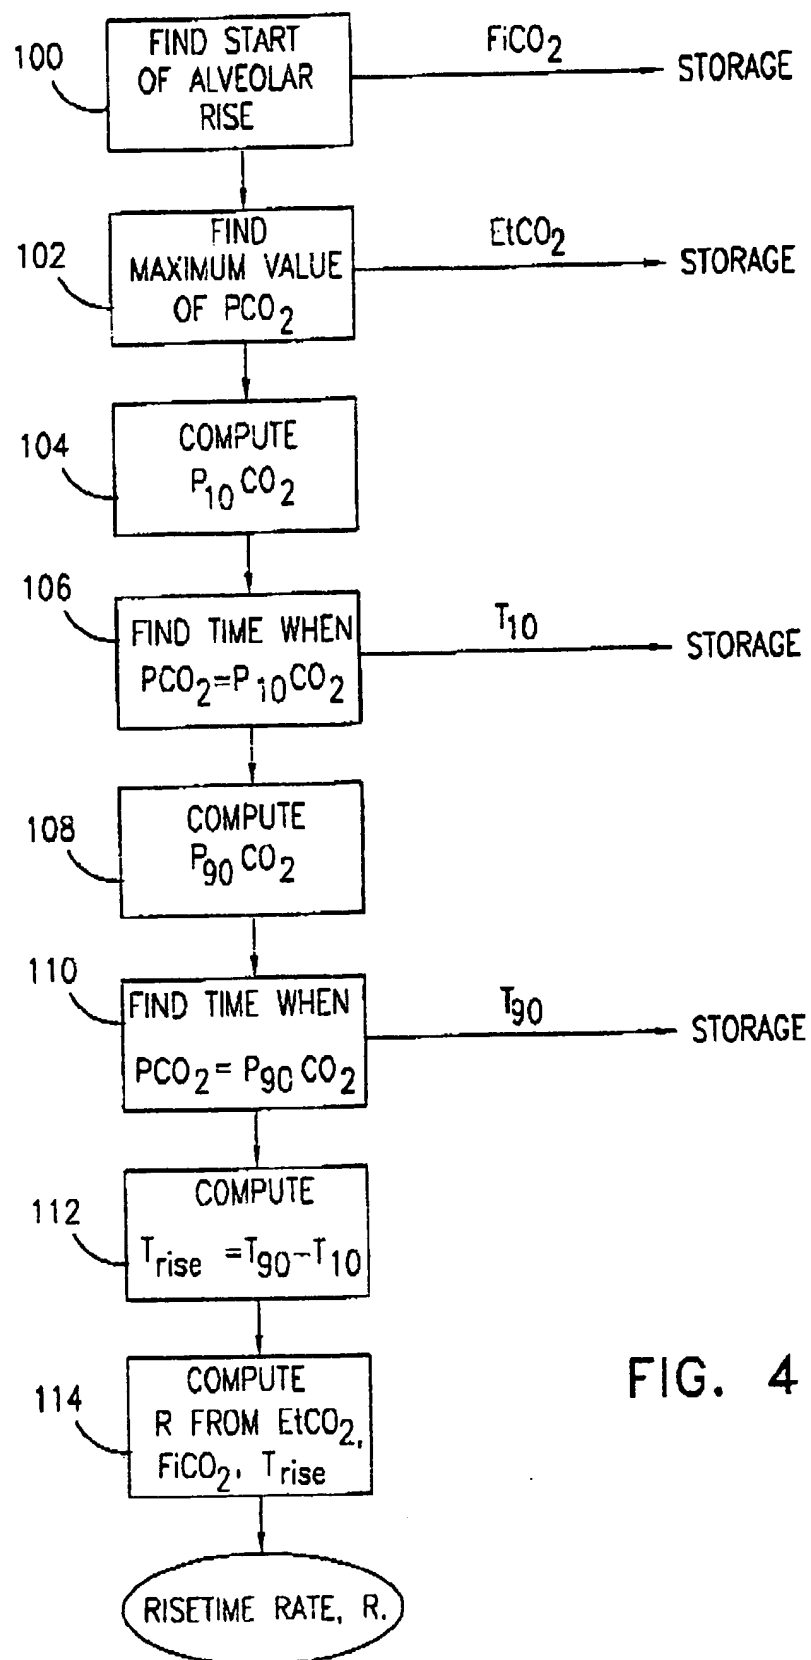 100
FIND START
OF ALVEOLAR
RISE
FiCO2
STORAGE
102
FIND
MAXIMUM VALUE
OF PCO2
EtCO2
STORAGE
104
COMPUTE
P10CO2
106
FIND TIME WHEN
PCO2=P10CO2
T10
STORAGE
108
COMPUTE
P90CO2
110
FIND TIME WHEN
PCO2= P90CO2
T90
STORAGE
112
COMPUTE
Trise =T90-T10
114
COMPUTE
R FROM EtCO2,
FiCO2, Trise
RISETIME RATE, R.
FIG. 4